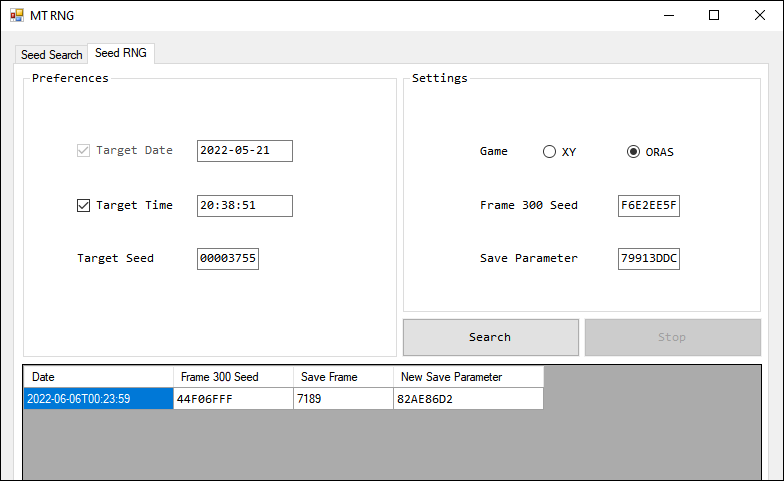 MT RNG
Seed Search Seed RNG
Preferences
Target Date 2022-05-21
Target Time 20:38:51
Target Seed 00003755
Settings
Game XY ORAS
Frame 300 Seed F6E2EE5F
Save Parameter 79913DDC
Search Stop
Date Frame 300 Seed Save Frame New Save Parameter
2022-06-06T00:23:59 44F06FFF 7189 82AE86D2